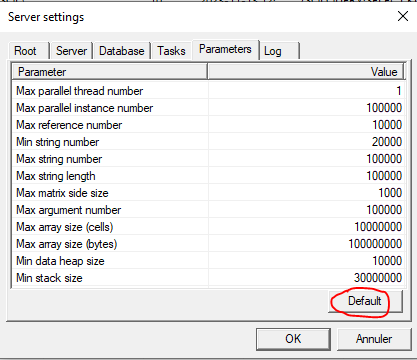 Server settings
Root Server Database Tasks Parameters Log
Parameter Value
Max parallel thread number 1
Max parallel instance number 100000
Max reference number 10000
Min string number 20000
Max string number 100000
Max string length 100000
Max matrix side size 1000
Max argument number 100000
Max array size (cells) 10000000
Max array size (bytes) 100000000
Min data heap size 10000
Min stack size 30000000
Default
OK Annuler